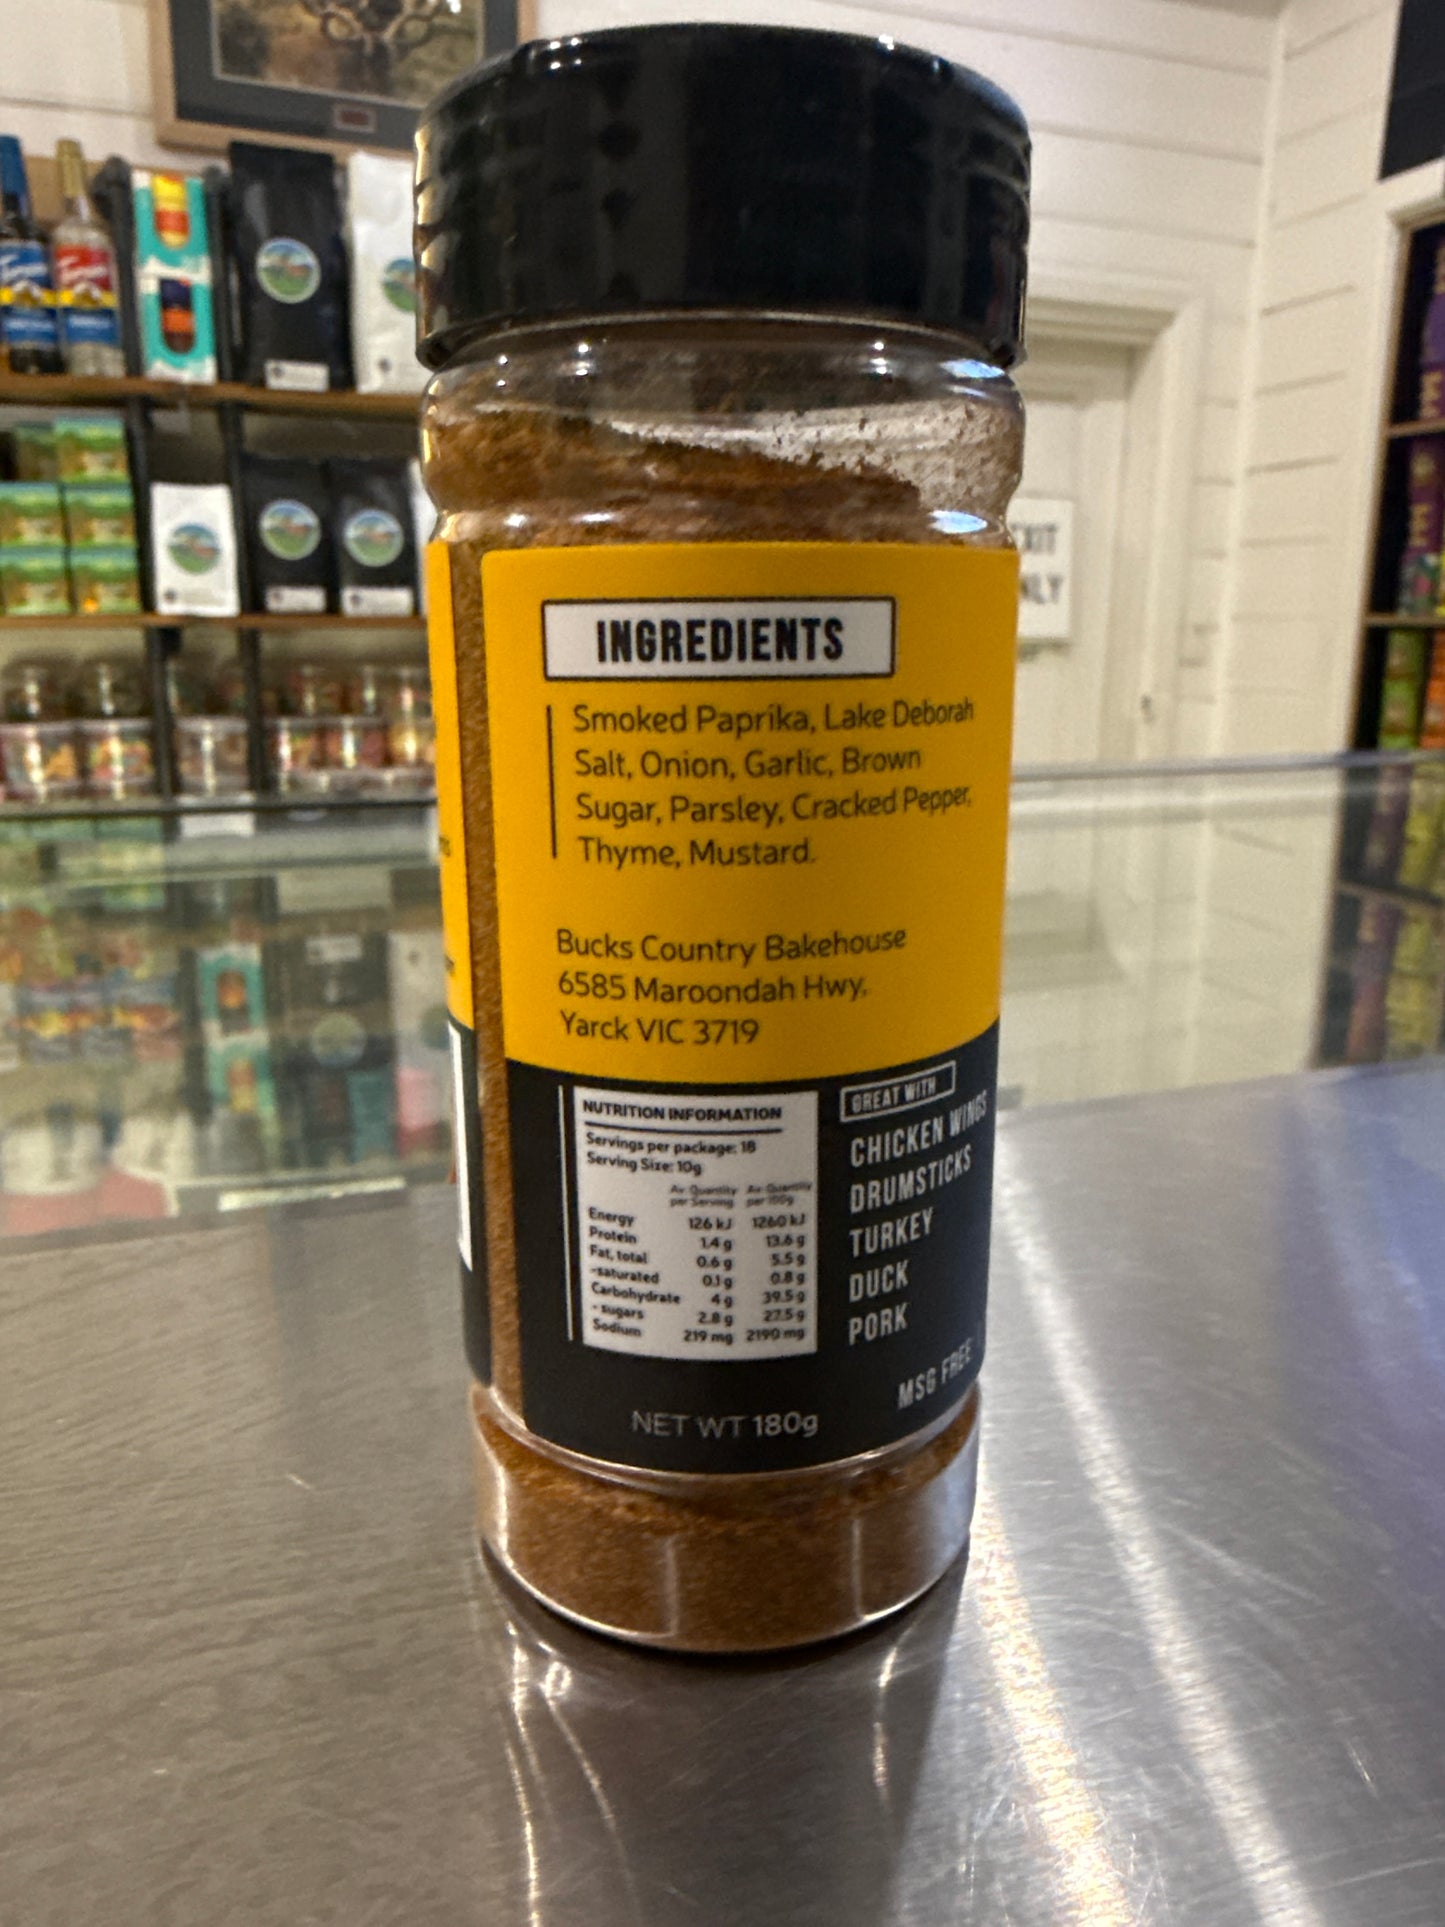 INGREDIENTS
Smoked Paprika, Lake Deborah
Salt, Onion, Garlic, Brown
Sugar, Parsley, Cracked Pepper,
Thyme, Mustard.
Bucks Country Bakehouse
6585 Maroondah Hwy,
Yarck VIC 3719
NUTRITION INFORMATION
Servings per package: 18
Serving Size: 10g
Av. Quantity per Serving Av. Quantity per 100g
Energy 126 kJ 1260 kJ
Protein 1.4 g 13.6 g
Fat, total 0.6 g 5.5 g
-saturated 0.1 g 0.8 g
Carbohydrate 4 g 39.5 g
- sugars 2.8 g 27.5 g
Sodium 219 mg 2190 mg
GREAT WITH
CHICKEN WINGS
DRUMSTICKS
TURKEY
DUCK
PORK
MSG FREE
NET WT 180g